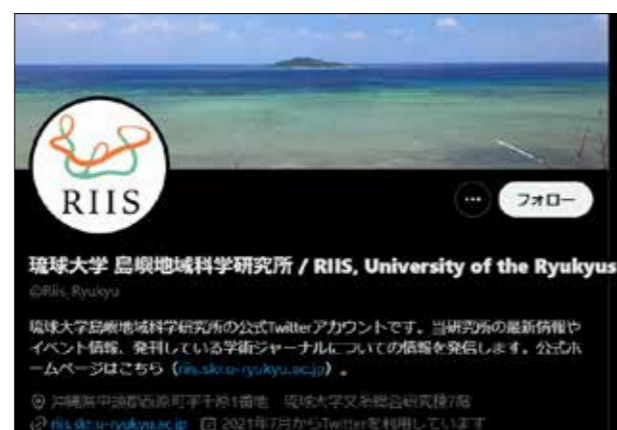 RIIS
フォロー
琉球大学 島嶼地域科学研究所 / RIIS, University of the Ryukyus
@Riis_Ryukyu
琉球大学島嶼地域科学研究所の公式Twitterアカウントです。当研究所の最新情報や
イベント情報、発刊している学術ジャーナルについての情報を発信します。公式ホ
ームページはこちら（riis.skr.u-ryukyu.ac.jp）。
沖縄県中頭郡西原町字千原1番地 琉球大学文系総合研究棟7階
riis.skr.u-ryukyu.ac.jp 2021年7月からTwitterを利用しています